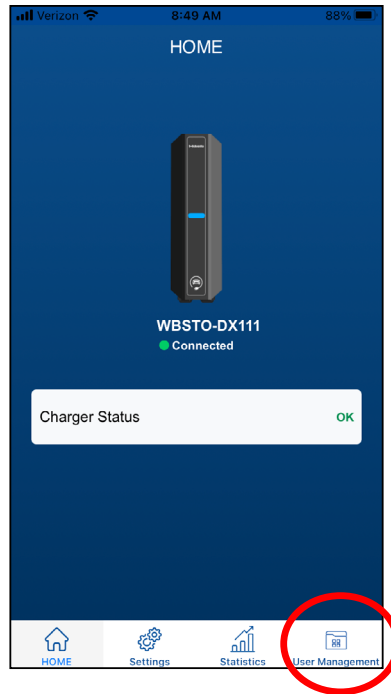 Verizon 8:49 AM 88%
HOME
WBSTO-DX111
Connected
Charger Status OK
HOME Settings Statistics User Management